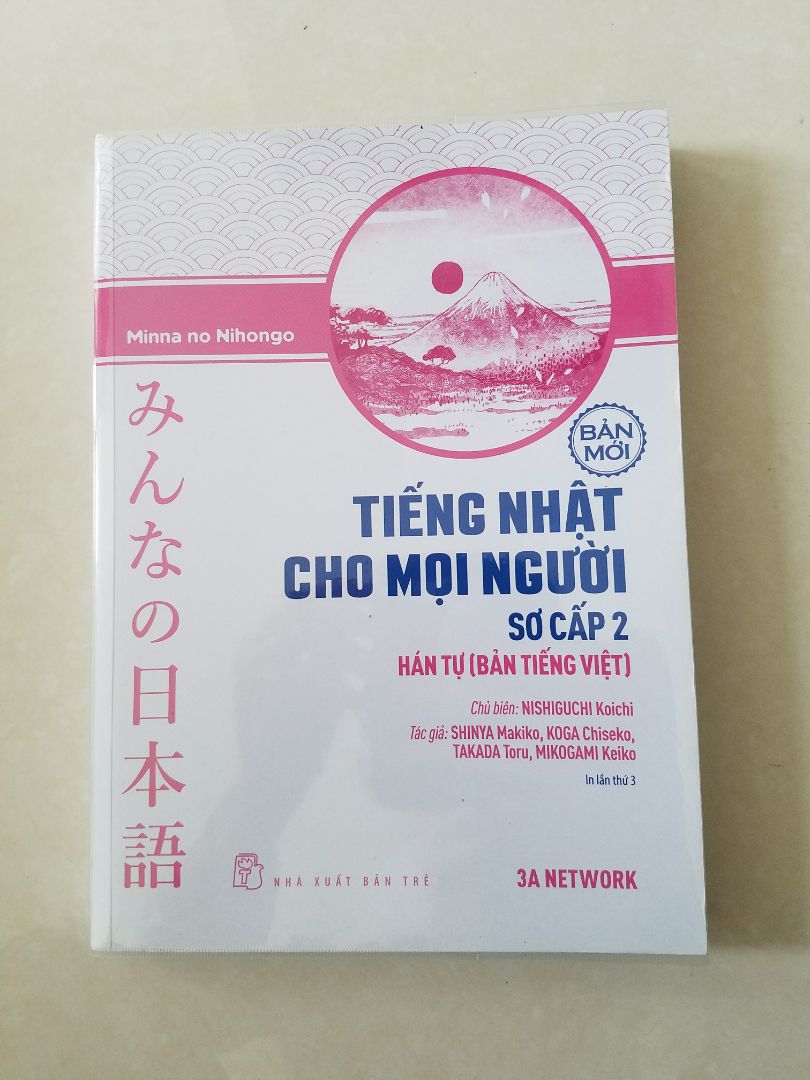 Minna no Nihongo
みんなの日本語
BẢN
MỚI
TIẾNG NHẬT
CHO MỌI NGƯỜI
SƠ CẤP 2
HÁN TỰ (BẢN TIẾNG VIỆT)
Chủ biên: NISHIGUCHI Koichi
Tác giả: SHINYA Makiko, KOGA Chiseko,
TAKADA Toru, MIKOGAMI Keiko
In lần thứ 3
NHÀ XUẤT BẢN TRẺ
3A NETWORK